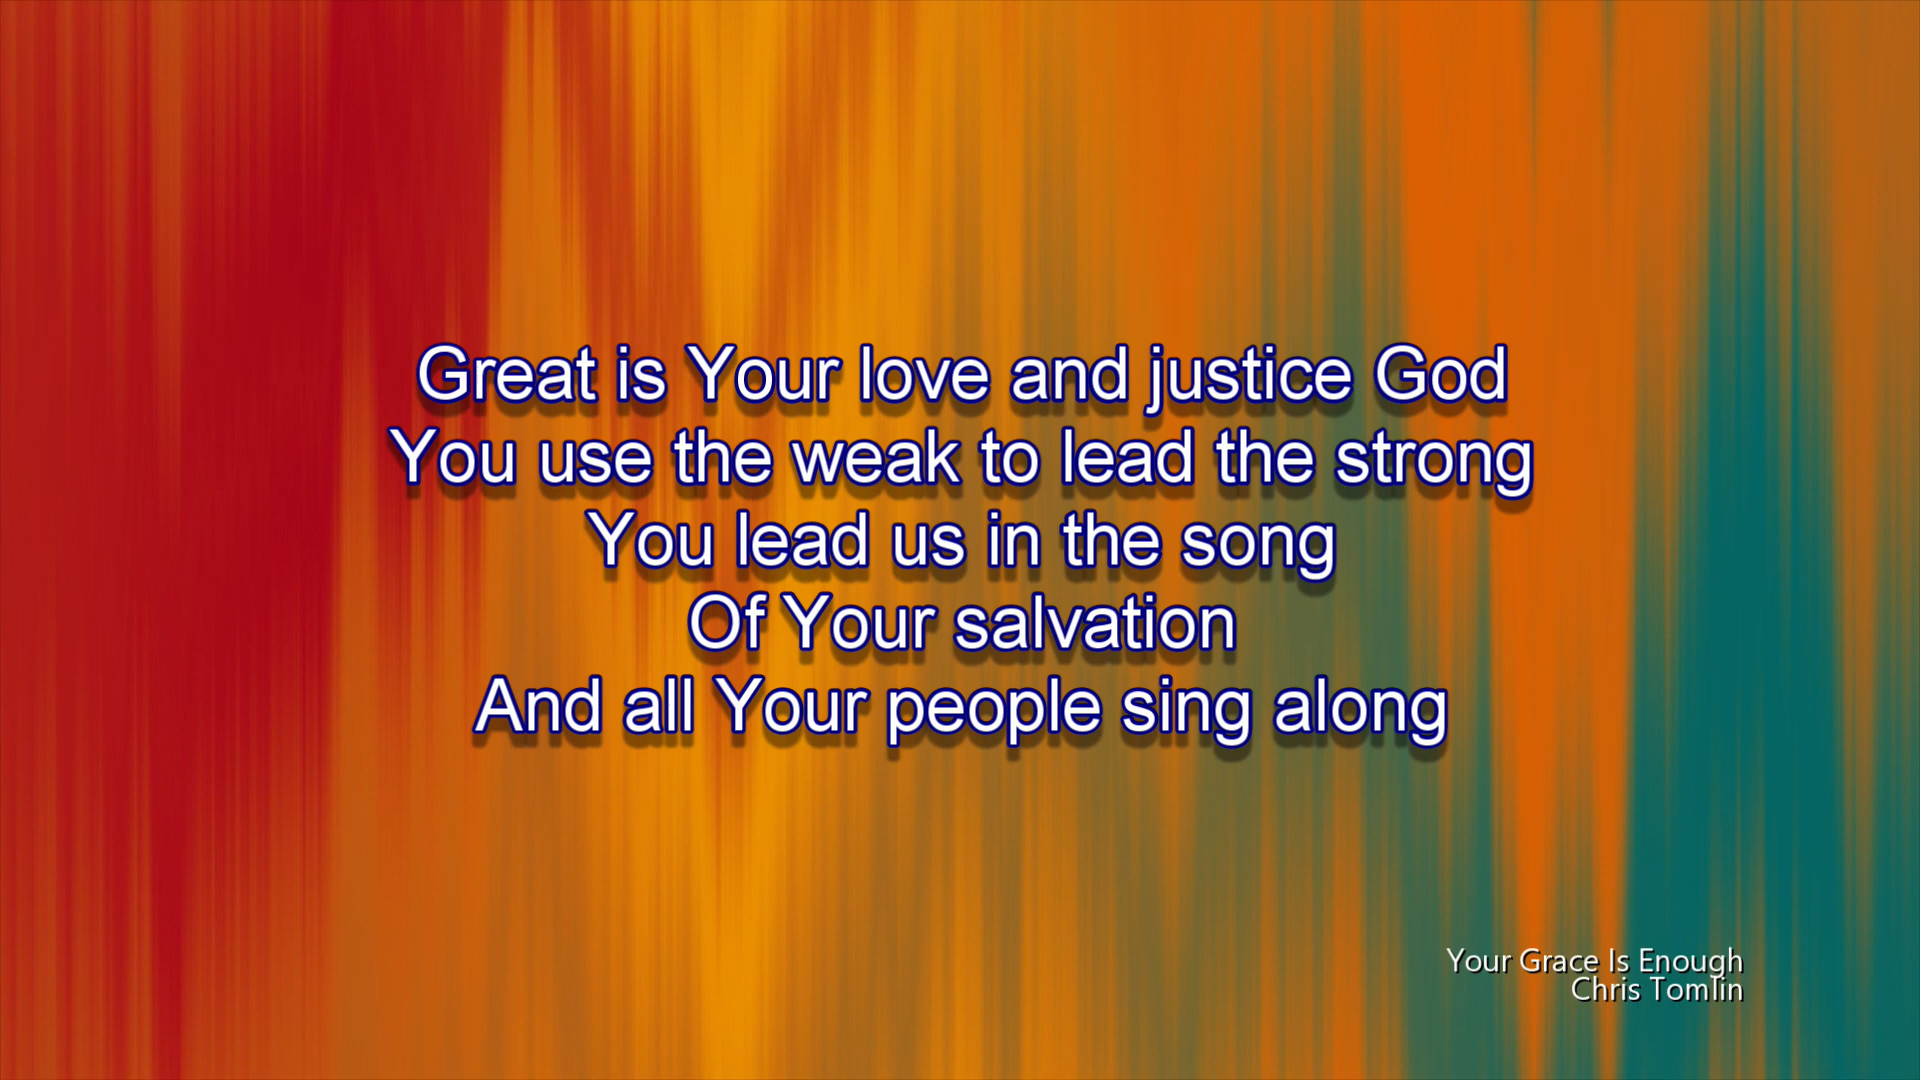 Great is Your love and justice God
You use the weak to lead the strong
You lead us in the song
Of Your salvation
And all Your people sing along
Your Grace Is Enough
Chris Tomlin